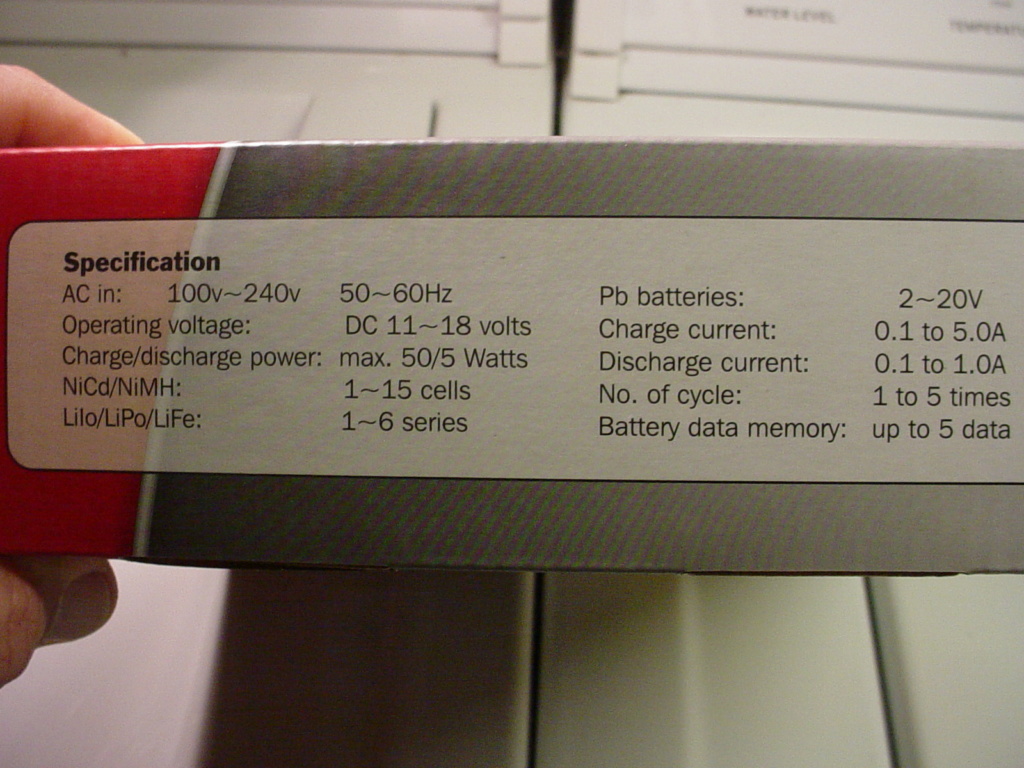 WATER LEVEL
Specification
AC in: 100v~240v 50~60Hz
Operating voltage: DC 11~18 volts
Charge/discharge power: max. 50/5 Watts
NiCd/NiMH: 1~15 cells
LiIo/LiPo/LiFe: 1~6 series
Pb batteries: 2~20V
Charge current: 0.1 to 5.0A
Discharge current: 0.1 to 1.0A
No. of cycle: 1 to 5 times
Battery data memory: up to 5 data